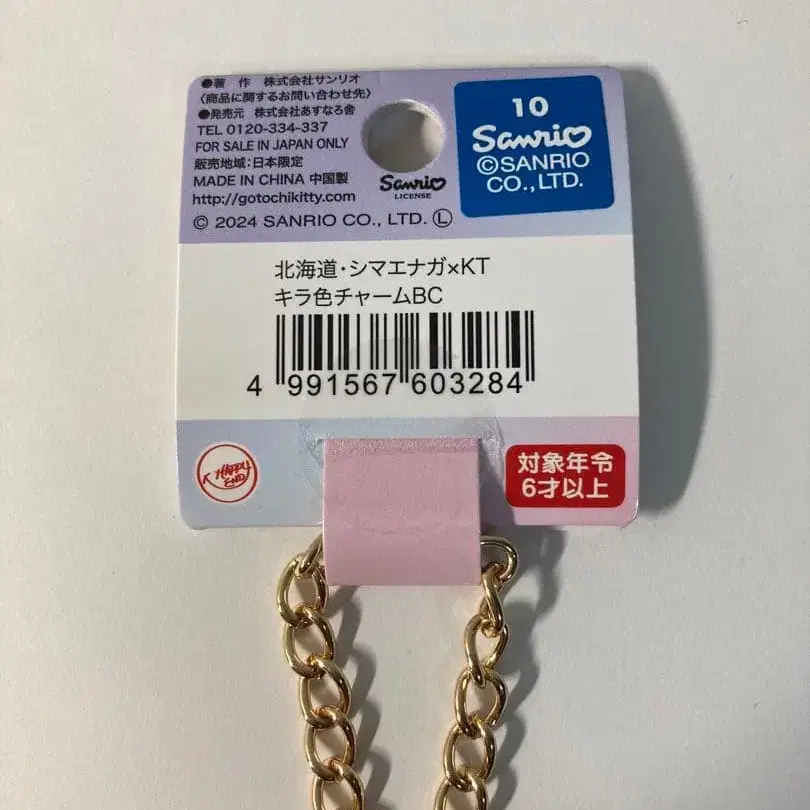 ●著 作 株式会社サンリオ
〈商品に関するお問い合わせ先〉
●発売元 株式会社あすなろ舎
TEL 0120-334-337
FOR SALE IN JAPAN ONLY
販売地域:日本限定
MADE IN CHINA 中国製
http://gotochikitty.com/
© 2024 SANRIO CO., LTD. Ⓛ
Sanrio
LICENSE
10
Sanrio
©SANRIO
CO.,LTD.
北海道・シマエナガ×KT
キラ色チャームBC
4 991567 603284
K HAPPY
END
対象年令
6才以上